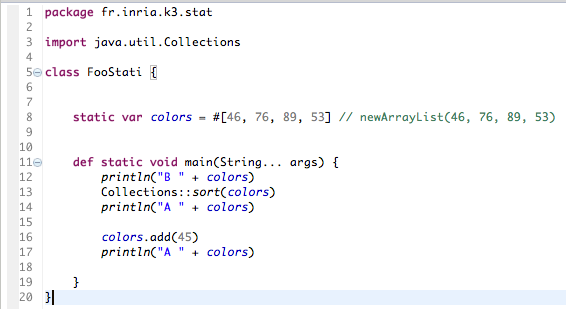 1 package fr.inria.k3.stat
2
3 import java.util.Collections
4
5 class FooStati {
6
7
8 static var colors = #[46, 76, 89, 53] // newArrayList(46, 76, 89, 53)
9
10
11 def static void main(String... args) {
12 println("B " + colors)
13 Collections::sort(colors)
14 println("A " + colors)
15
16 colors.add(45)
17 println("A " + colors)
18
19 }
20 }